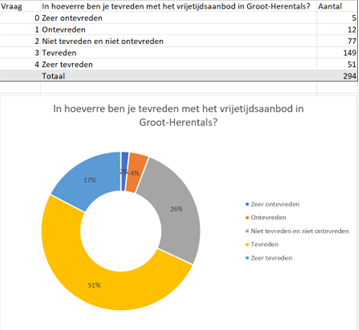 Vraag In hoeverre ben je tevreden met het vrijetijdsaanbod in Groot-Herentals? Aantal
0 Zeer ontevreden 5
1 Ontevreden 12
2 Niet tevreden en niet ontevreden 77
3 Tevreden 149
4 Zeer tevreden 51
Totaal 294
In hoeverre ben je tevreden met het vrijetijdsaanbod in
Groot-Herentals?
2%
4%
17%
26%
51%
Zeer ontevreden
Ontevreden
Niet tevreden en niet ontevreden
Tevreden
Zeer tevreden